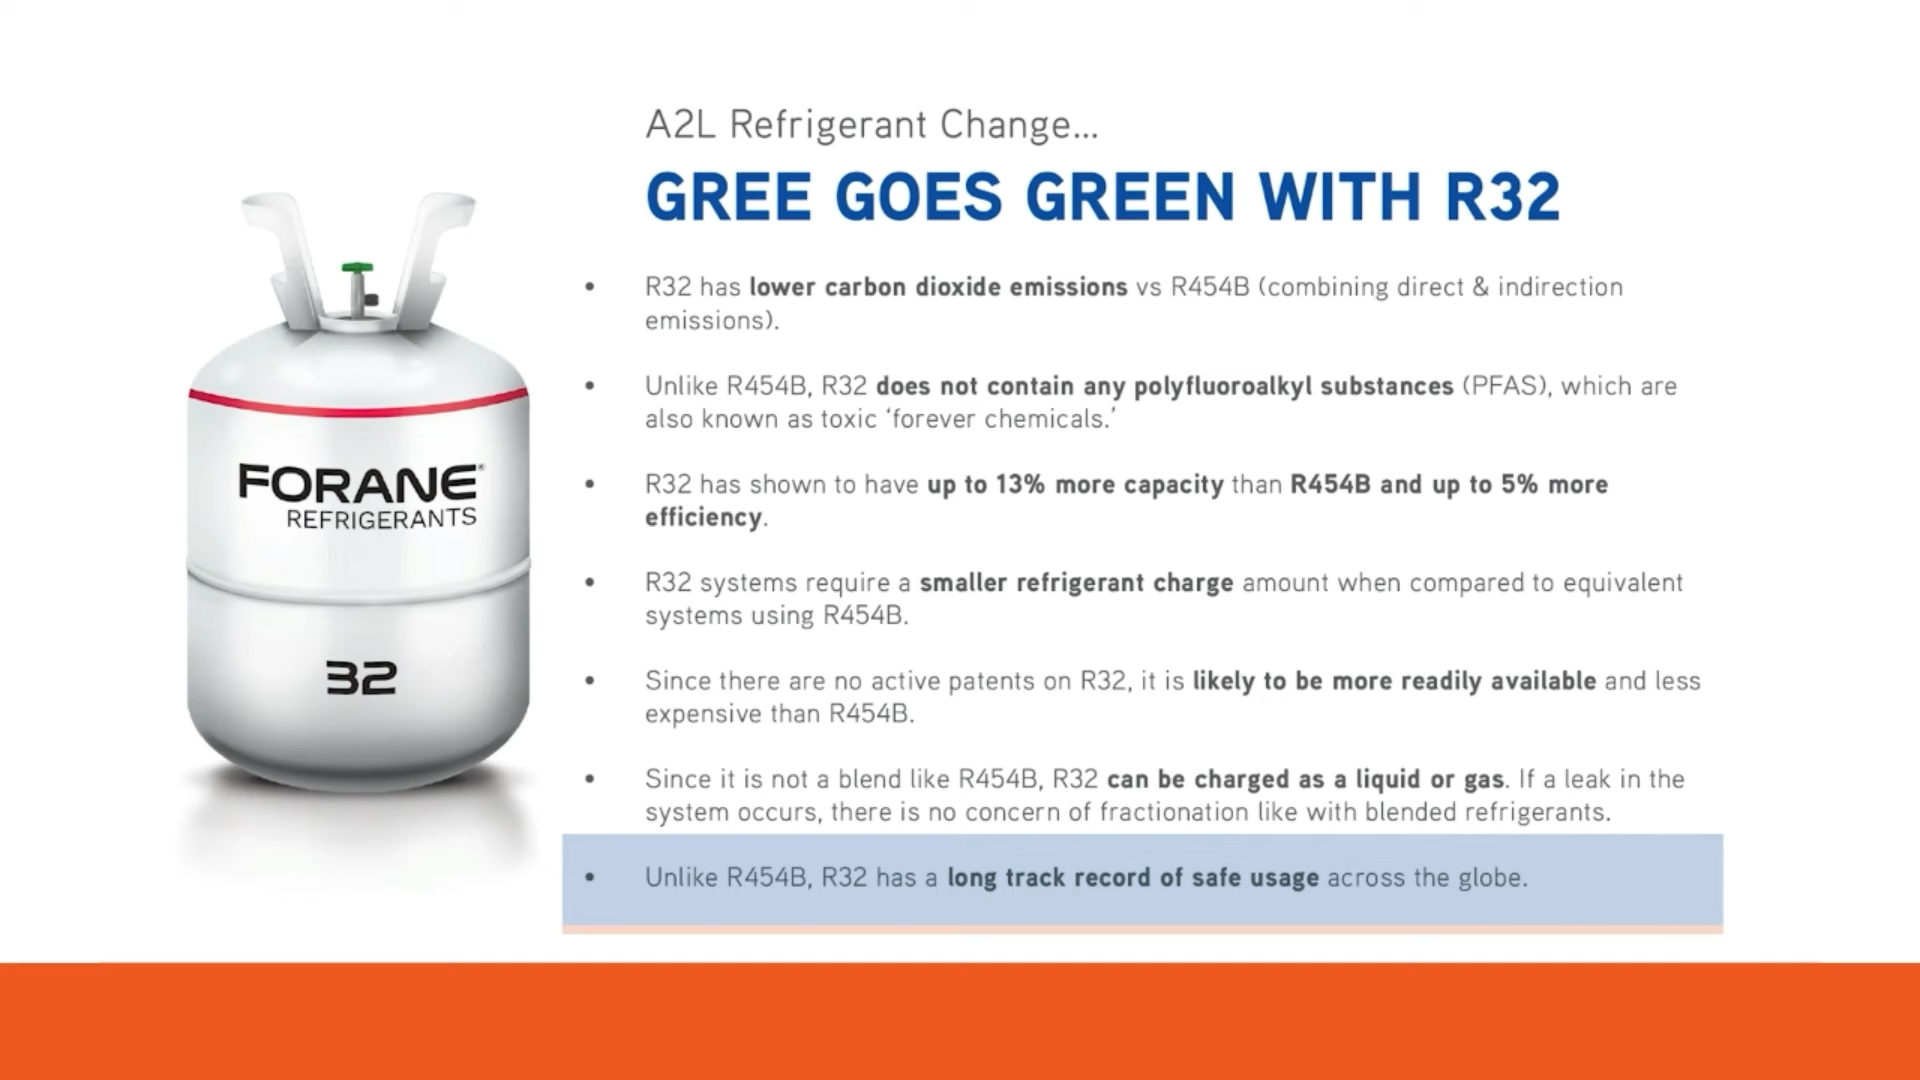 A2L Refrigerant Change...
GREE GOES GREEN WITH R32
• R32 has lower carbon dioxide emissions vs R454B (combining direct & indirection
emissions).
• Unlike R454B, R32 does not contain any polyfluoroalkyl substances (PFAS), which are
also known as toxic ‘forever chemicals.’
• R32 has shown to have up to 13% more capacity than R454B and up to 5% more
efficiency.
• R32 systems require a smaller refrigerant charge amount when compared to equivalent
systems using R454B.
• Since there are no active patents on R32, it is likely to be more readily available and less
expensive than R454B.
• Since it is not a blend like R454B, R32 can be charged as a liquid or gas. If a leak in the
system occurs, there is no concern of fractionation like with blended refrigerants.
• Unlike R454B, R32 has a long track record of safe usage across the globe.
FORANE®
REFRIGERANTS
32